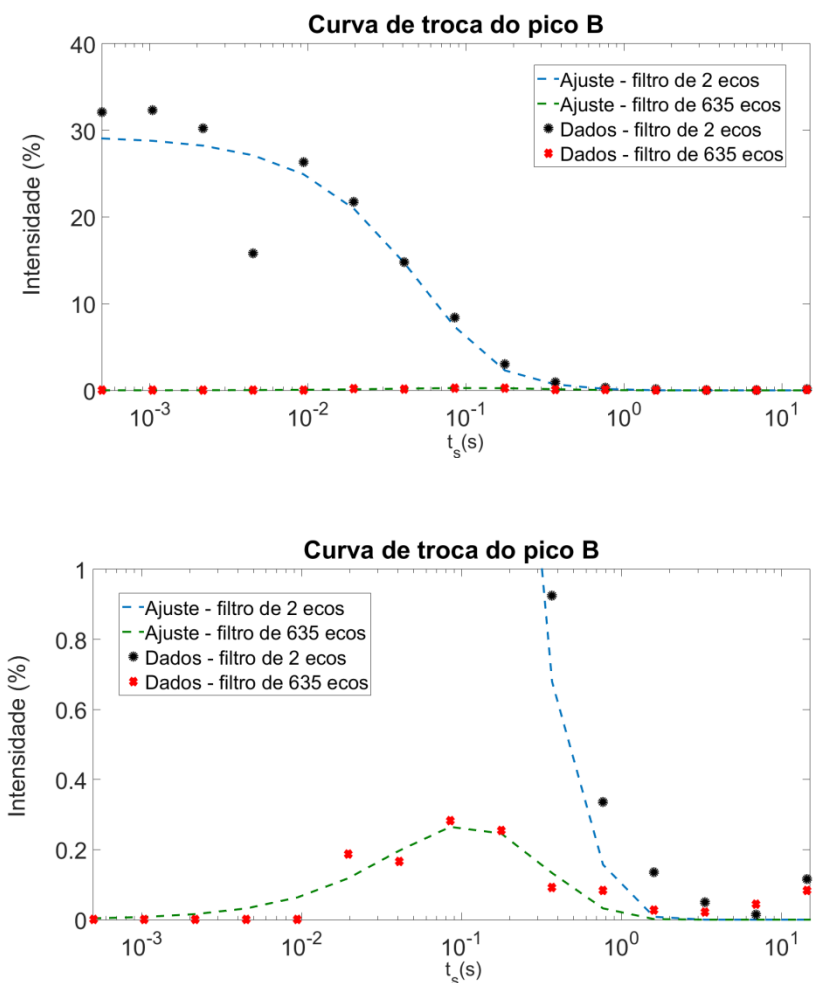 Curva de troca do pico B
40
30
20
10
0
Intensidade (%)
Ajuste - filtro de 2 ecos
Ajuste - filtro de 635 ecos
Dados - filtro de 2 ecos
Dados - filtro de 635 ecos
10⁻³ 10⁻² 10⁻¹ 10⁰ 10¹
tₛ(s)
Curva de troca do pico B
1
0.8
0.6
0.4
0.2
0
Intensidade (%)
Ajuste - filtro de 2 ecos
Ajuste - filtro de 635 ecos
Dados - filtro de 2 ecos
Dados - filtro de 635 ecos
10⁻³ 10⁻² 10⁻¹ 10⁰ 10¹
tₛ(s)